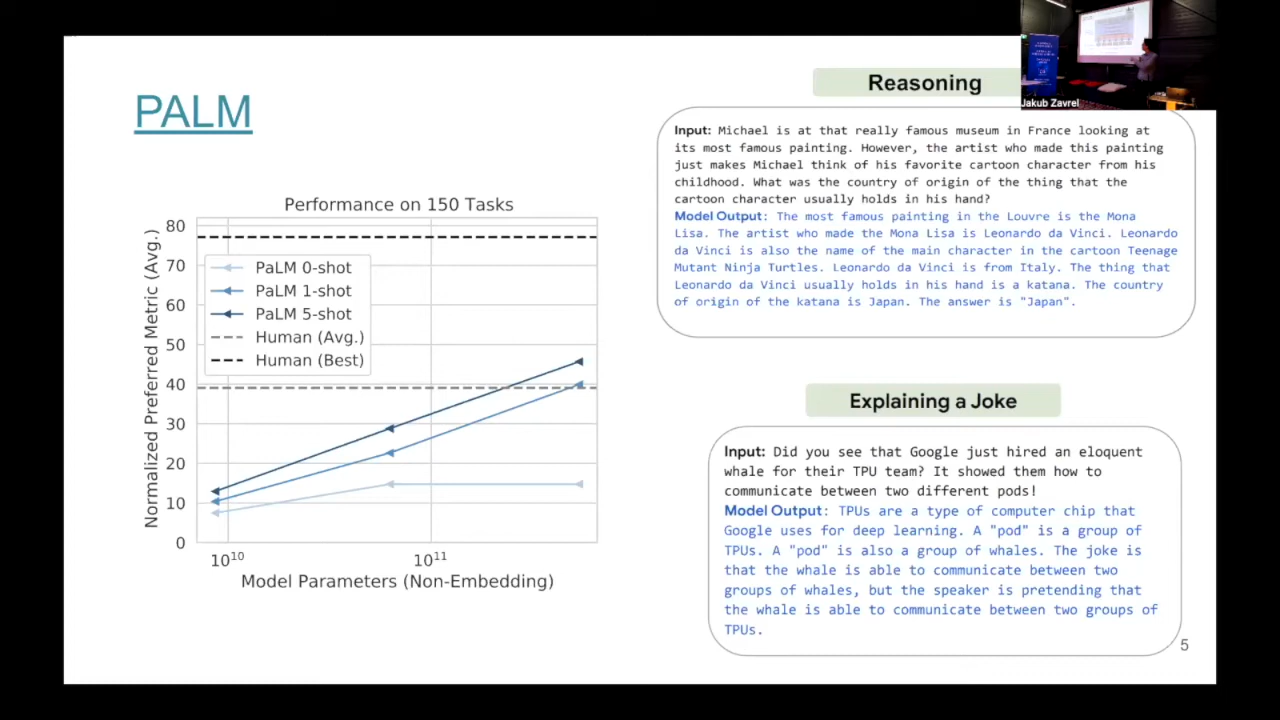 PALM
Performance on 150 Tasks
Normalized Preferred Metric (Avg.)
80
70
60
50
40
30
20
10
0
PaLM 0-shot
PaLM 1-shot
PaLM 5-shot
Human (Avg.)
Human (Best)
10¹⁰
10¹¹
Model Parameters (Non-Embedding)
Reasoning
Input: Michael is at that really famous museum in France looking at
its most famous painting. However, the artist who made this painting
just makes Michael think of his favorite cartoon character from his
childhood. What was the country of origin of the thing that the
cartoon character usually holds in his hand?
Model Output: The most famous painting in the Louvre is the Mona
Lisa. The artist who made the Mona Lisa is Leonardo da Vinci. Leonardo
da Vinci is also the name of the main character in the cartoon Teenage
Mutant Ninja Turtles. Leonardo da Vinci is from Italy. The thing that
Leonardo da Vinci usually holds in his hand is a katana. The country
of origin of the katana is Japan. The answer is "Japan".
Explaining a Joke
Input: Did you see that Google just hired an eloquent
whale for their TPU team? It showed them how to
communicate between two different pods!
Model Output: TPUs are a type of computer chip that
Google uses for deep learning. A "pod" is a group of
TPUs. A "pod" is also a group of whales. The joke is
that the whale is able to communicate between two
groups of whales, but the speaker is pretending that
the whale is able to communicate between two groups of
TPUs.
5
Jakub Zavrel